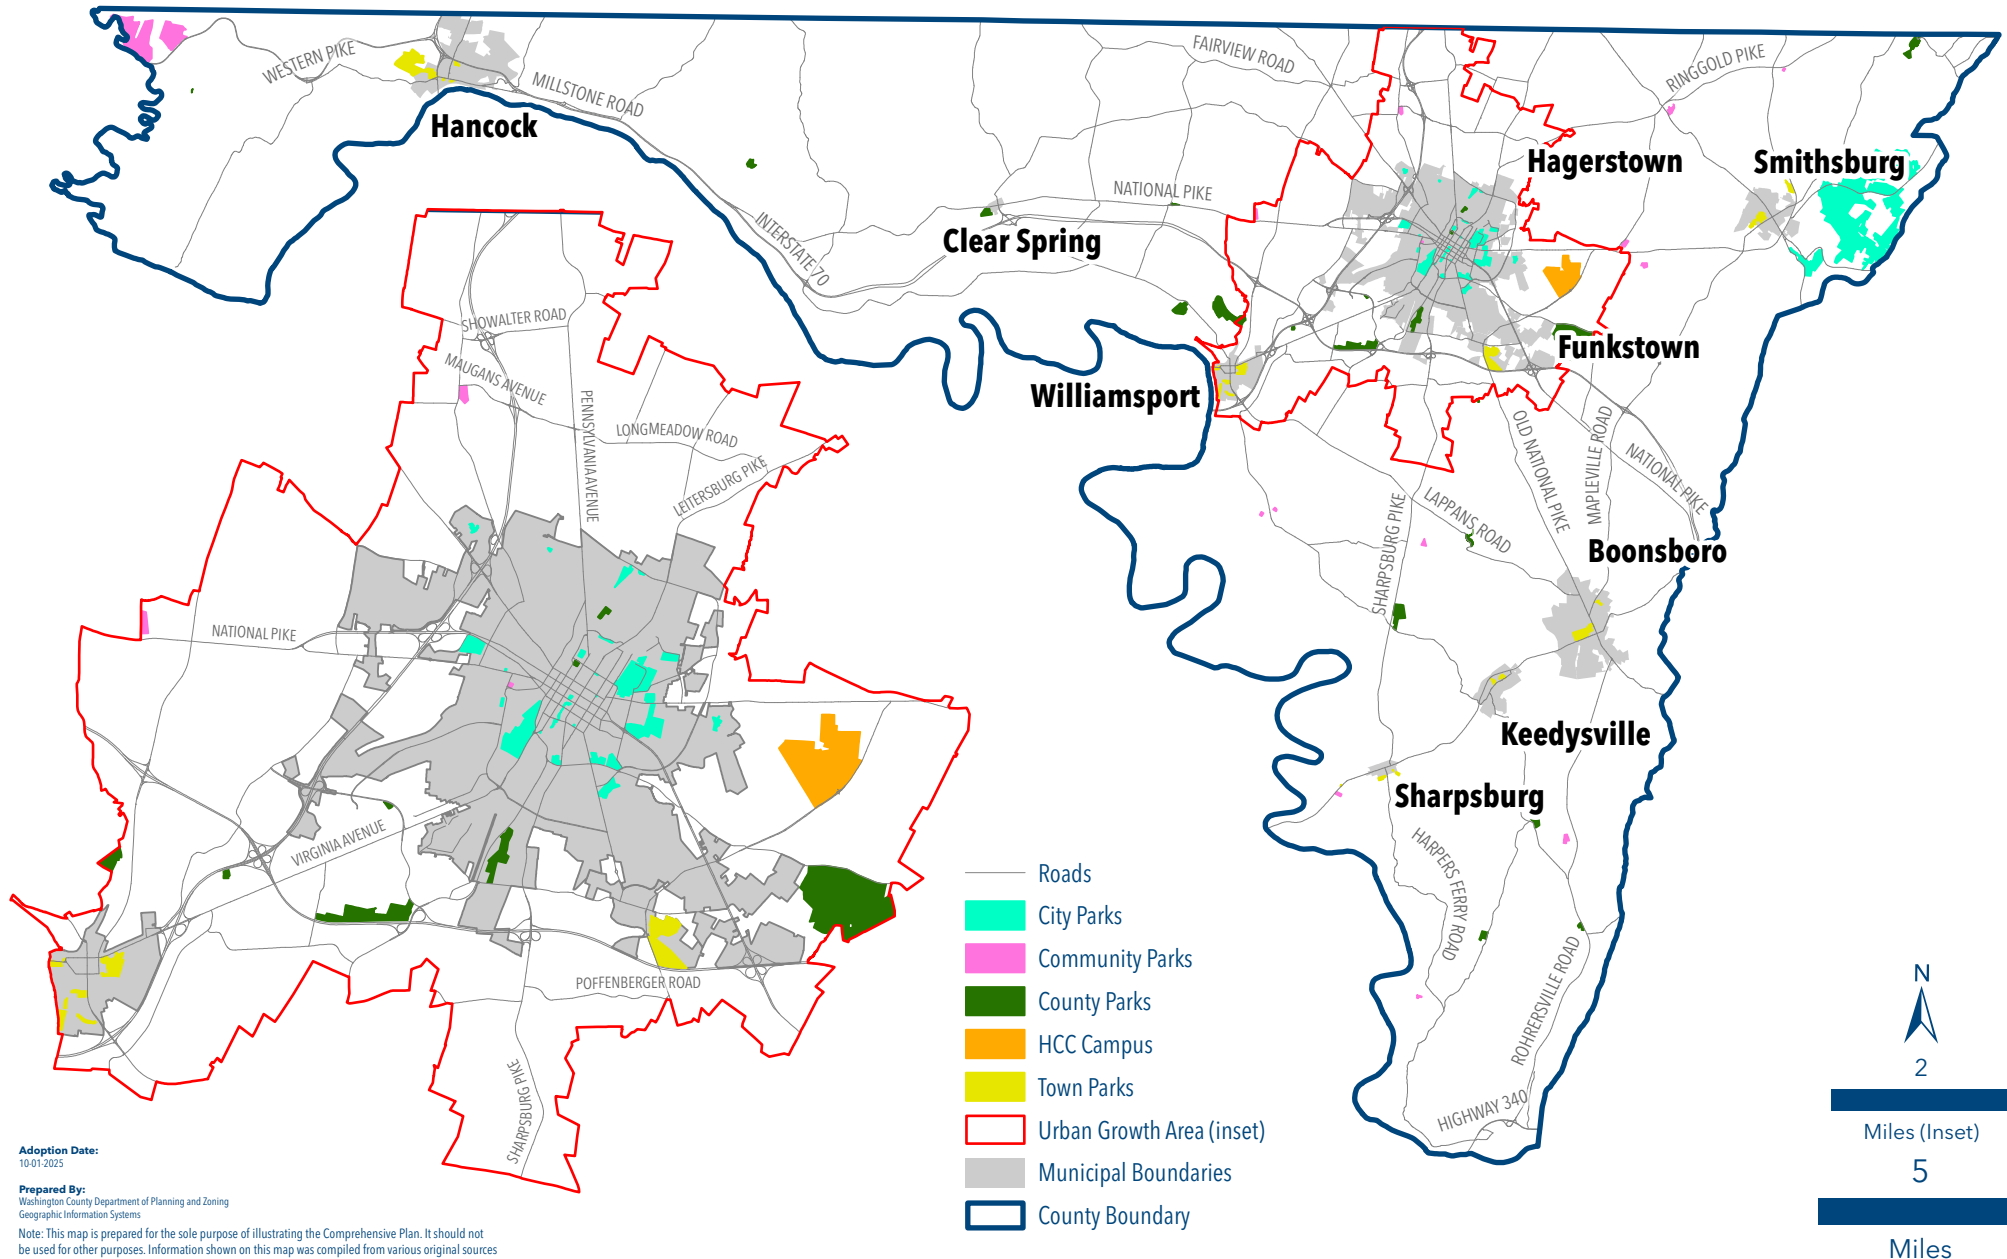 WESTERN PIKE
MILLSTONE ROAD
Hancock
FAIRVIEW ROAD
RINGGOLD PIKE
Hagerstown
Smithsburg
NATIONAL PIKE
Clear Spring
INTERSTATE 70
Funkstown
Williamsport
SHOWALTER ROAD
MAUGANS AVENUE
PENNSYLVANIA AVENUE
LONGMEADOW ROAD
LEITERSBURG PIKE
OLD NATIONAL PIKE
MAPLEVILLE ROAD
NATIONAL PIKE
SHARPSBURG PIKE
LAPPANS ROAD
Boonsboro
NATIONAL PIKE
Keedysville
Sharpsburg
VIRGINIA AVENUE
HARPERS FERRY ROAD
ROHRERSVILLE ROAD
HIGHWAY 340
POFFENBERGER ROAD
SHARPSBURG PIKE
Roads
City Parks
Community Parks
County Parks
HCC Campus
Town Parks
Urban Growth Area (inset)
Municipal Boundaries
County Boundary
N
2
Miles (Inset)
5
Miles
Adoption Date:
10-01-2025
Prepared By:
Washington County Department of Planning and Zoning
Geographic Information Systems
Note: This map is prepared for the sole purpose of illustrating the Comprehensive Plan. It should not
be used for other purposes. Information shown on this map was compiled from various original sources